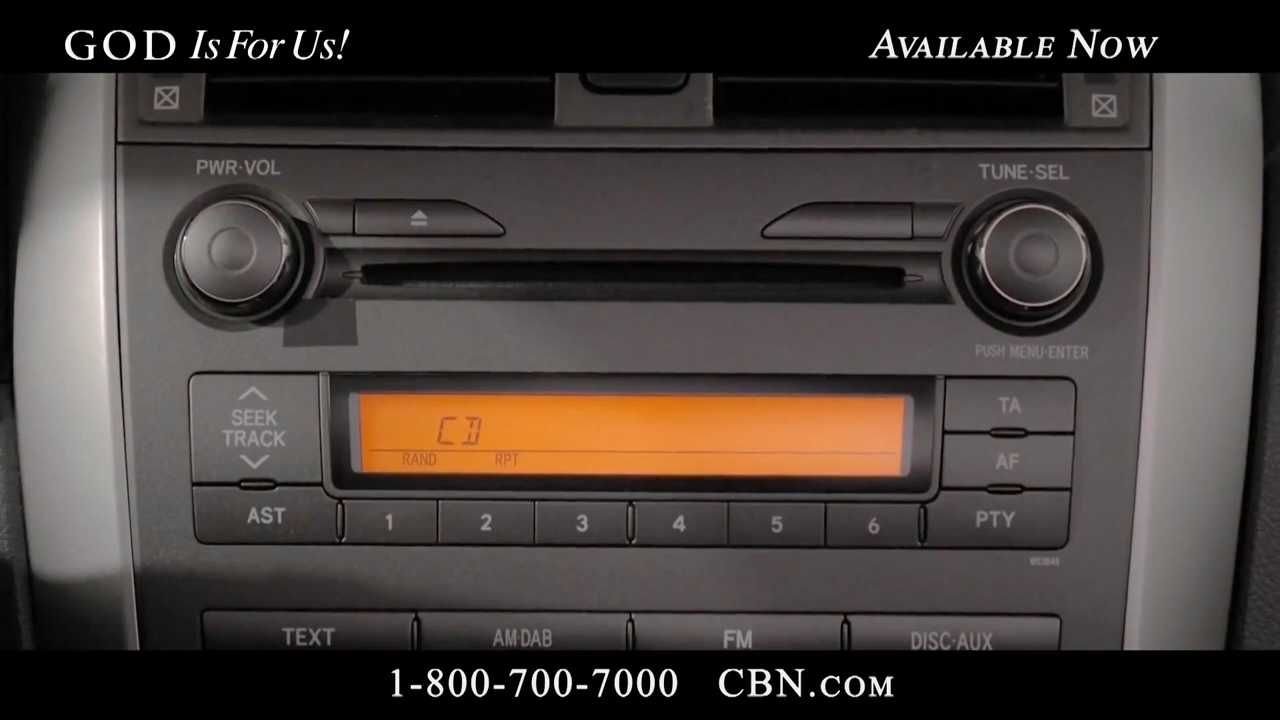 GOD Is For Us!
AVAILABLE NOW
PWR·VOL
TUNE·SEL
PUSH MENU·ENTER
SEEK
TRACK
CD
RAND RPT
TA
AF
AST 1 2 3 4 5 6 PTY
TEXT AM·DAB FM DISC·AUX
1-800-700-7000 CBN.COM